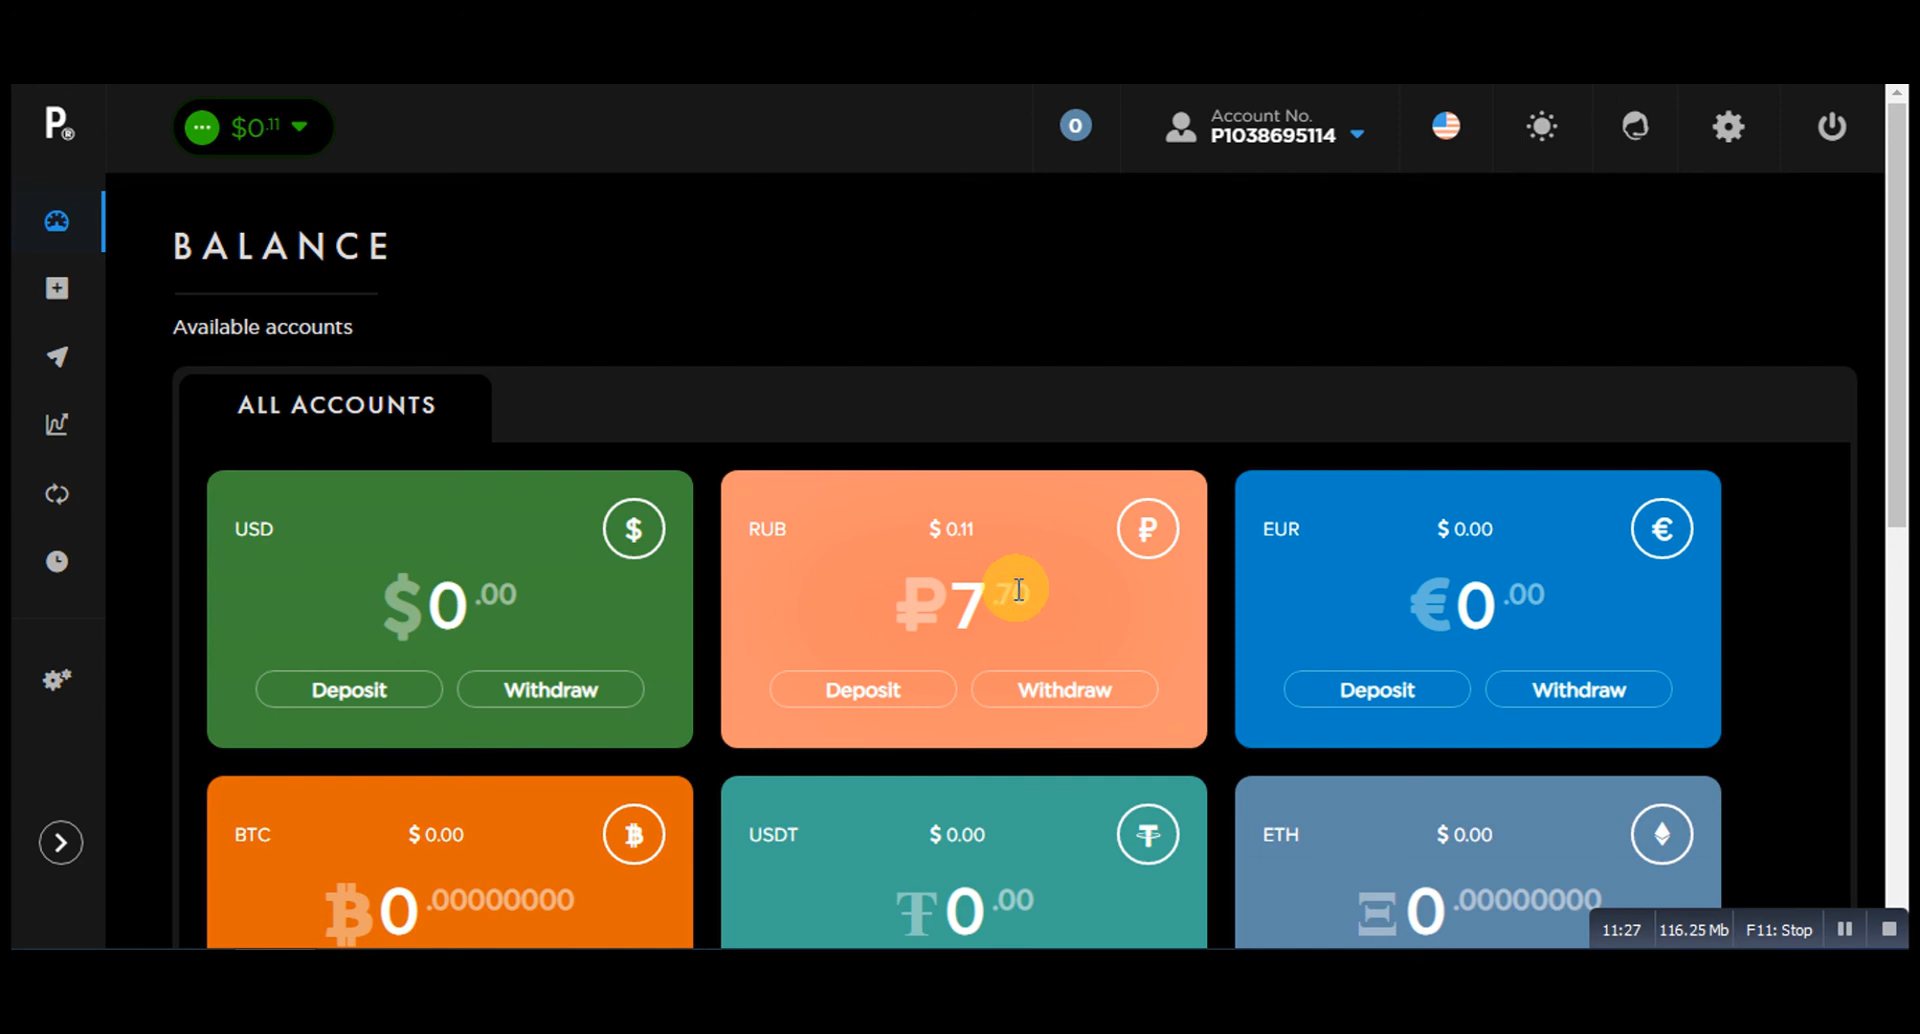 P®
$0.11
0
Account No.
P1038695114
BALANCE
Available accounts
ALL ACCOUNTS
USD
$
$0.00
Deposit
Withdraw
RUB
$ 0.11
₽
₽7.70
Deposit
Withdraw
EUR
$ 0.00
€
€0.00
Deposit
Withdraw
BTC
$ 0.00
₿
₿0.00000000
USDT
$ 0.00
₮
₮0.00
ETH
$ 0.00
Ξ0.00000000
11:27
116.25 Mb
F11: Stop